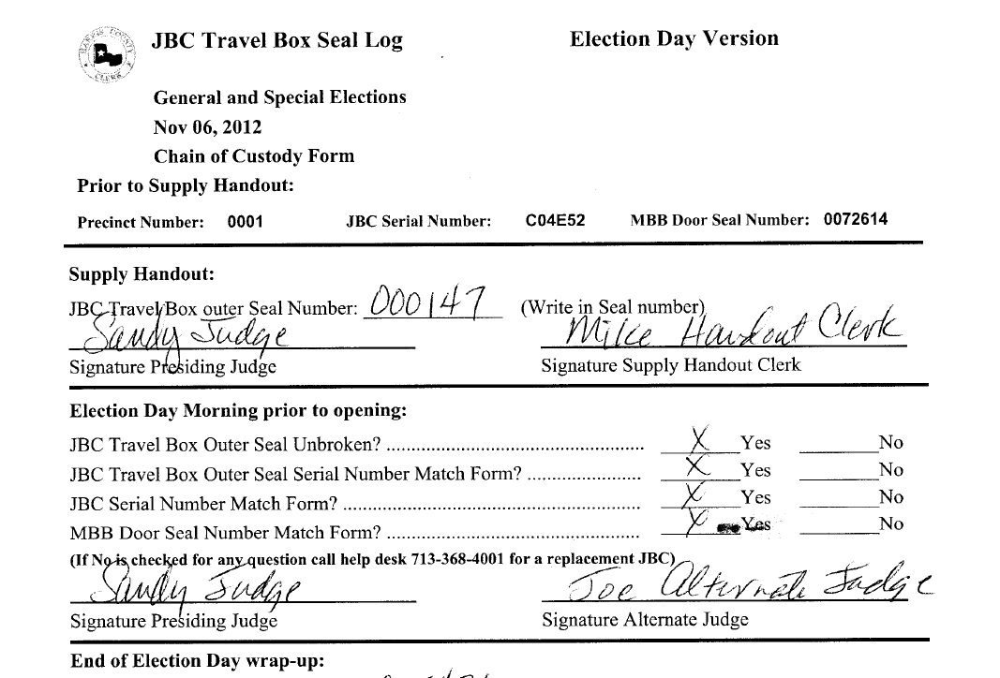 HARRIS COUNTY
CLERK
JBC Travel Box Seal Log Election Day Version
General and Special Elections
Nov 06, 2012
Chain of Custody Form
Prior to Supply Handout:
Precinct Number: 0001 JBC Serial Number: C04E52 MBB Door Seal Number: 0072614
Supply Handout:
JBC Travel Box outer Seal Number: 000147 (Write in Seal number)
Sandy Judge Mike Handout Clerk
Signature Presiding Judge Signature Supply Handout Clerk
Election Day Morning prior to opening:
JBC Travel Box Outer Seal Unbroken? .................................................... X Yes ________ No
JBC Travel Box Outer Seal Serial Number Match Form? ....................... X Yes ________ No
JBC Serial Number Match Form? ............................................................ X Yes ________ No
MBB Door Seal Number Match Form? .................................................... X Yes ________ No
(If No is checked for any question call help desk 713-368-4001 for a replacement JBC)
Sandy Judge Joe Alternate Judge
Signature Presiding Judge Signature Alternate Judge
End of Election Day wrap-up: